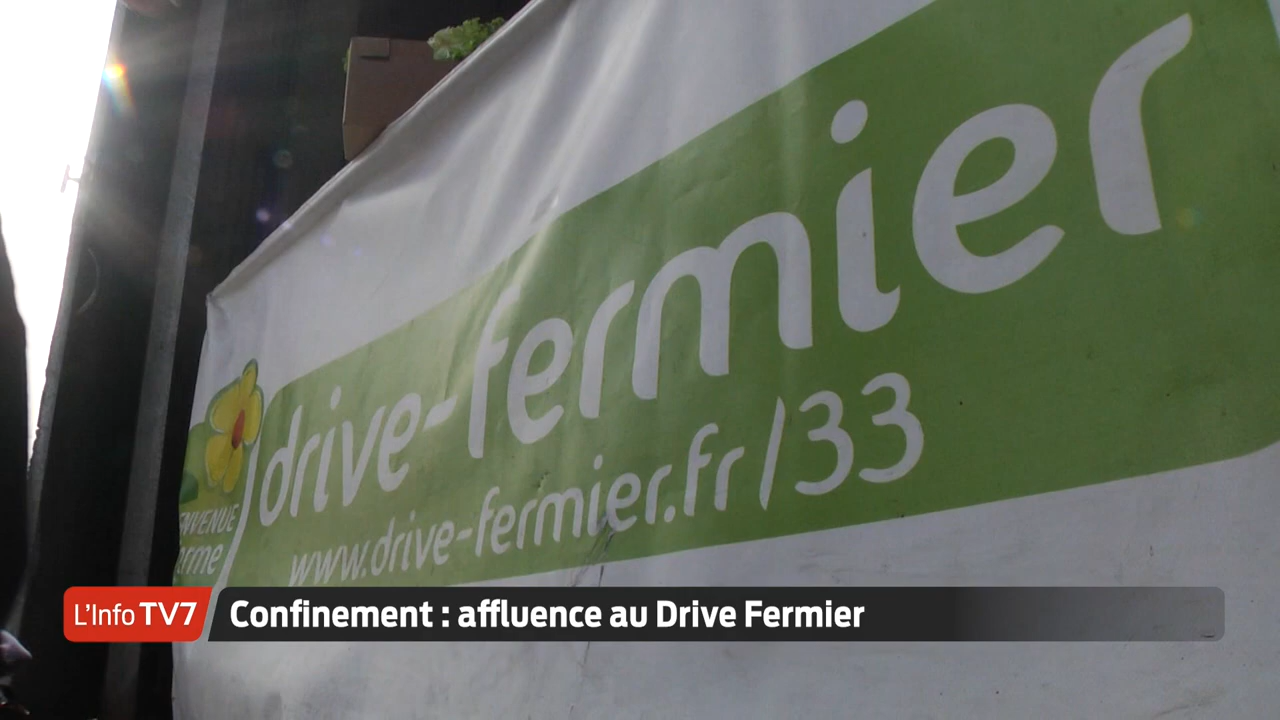 drive-fermier
www.drive-fermier.fr/33
L'Info TV7
Confinement : affluence au Drive Fermier